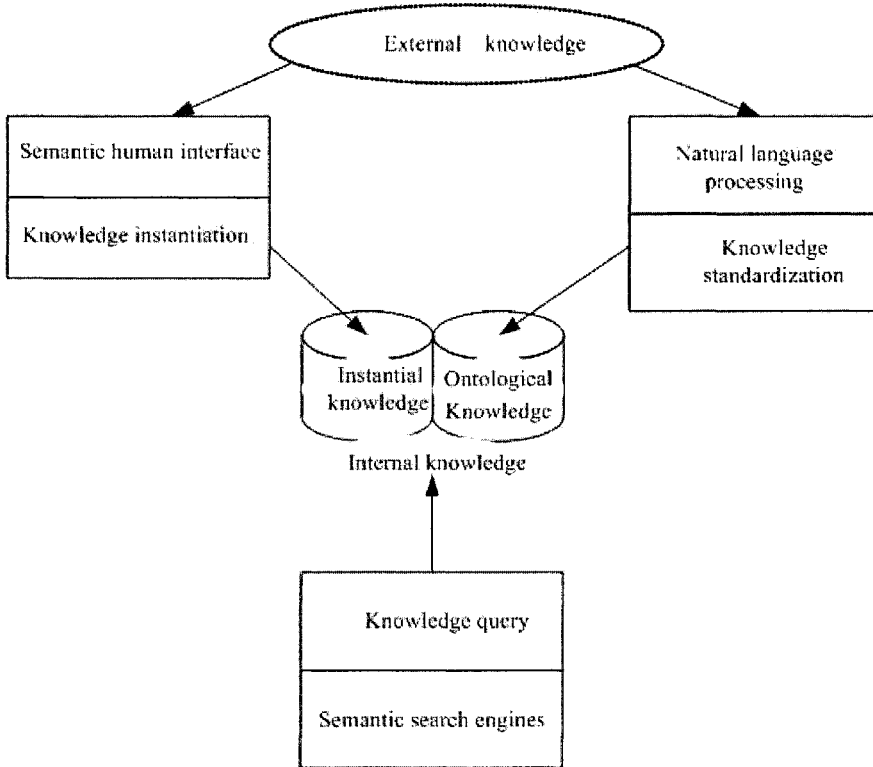 External knowledge
Semantic human interface
Knowledge instantiation
Natural language
processing
Knowledge
standardization
Instantial
knowledge
Ontological
Knowledge
Internal knowledge
Knowledge query
Semantic search engines